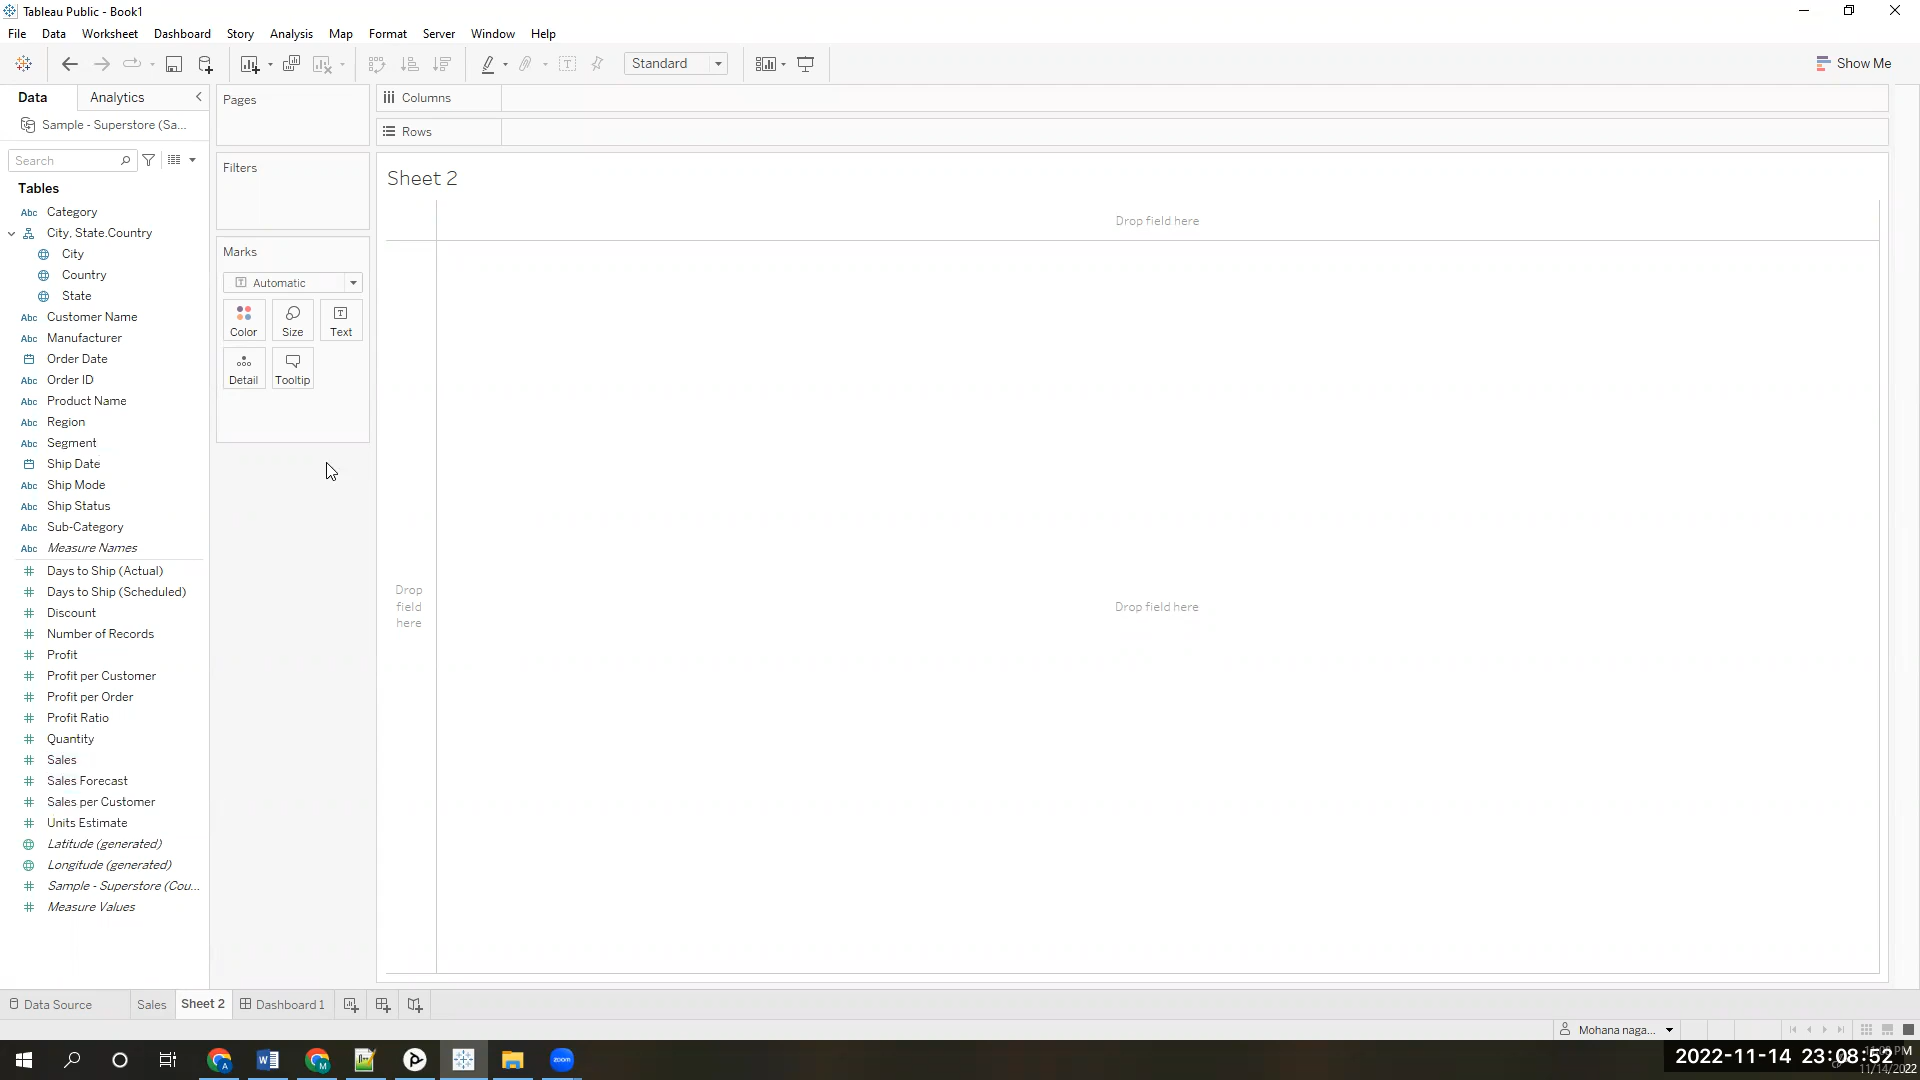 Tableau Public - Book1
File Data Worksheet Dashboard Story Analysis Map Format Server Window Help
Standard
Show Me
Data Analytics
Sample - Superstore (Sa...
Search
Tables
Abc Category
City, State.Country
City
Country
State
Abc Customer Name
Abc Manufacturer
Order Date
Abc Order ID
Abc Product Name
Abc Region
Abc Segment
Ship Date
Abc Ship Mode
Abc Ship Status
Abc Sub-Category
Abc Measure Names
# Days to Ship (Actual)
# Days to Ship (Scheduled)
# Discount
# Number of Records
# Profit
# Profit per Customer
# Profit per Order
# Profit Ratio
# Quantity
# Sales
# Sales Forecast
# Sales per Customer
# Units Estimate
Latitude (generated)
Longitude (generated)
# Sample - Superstore (Cou...
# Measure Values
Pages
Filters
Marks
Automatic
Color Size Text
Detail Tooltip
Columns
Rows
Sheet 2
Drop field here
Drop
field
here
Drop field here
Data Source Sales Sheet 2 Dashboard 1
Mohana naga...
zoom
2022-11-14 23:08:52
PM
11/14/2022